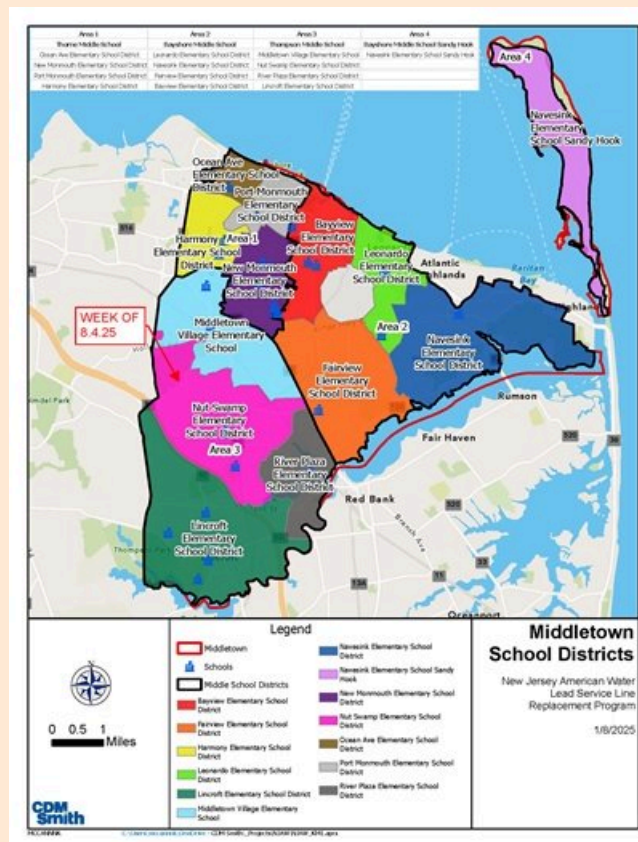 Area 1
Area 2
Area 3
Area 4
Thorne Middle School
Bayshore Middle School
Thompson Middle School
Bayshore Middle School Sandy Hook
Ocean Ave Elementary School District
Leonardo Elementary School District
Middletown Village Elementary School
Navesink Elementary School Sandy Hook
New Monmouth Elementary School District
Navesink Elementary School District
Nut Swamp Elementary School District
Port Monmouth Elementary School District
Fairview Elementary School District
River Plaza Elementary School District
Harmony Elementary School District
Bayview Elementary School District
Lincroft Elementary School District
Area 4
Navesink
Elementary
School Sandy Hook
Ocean Ave
Elementary School
District
Port Monmouth
Elementary
School District
Bayview
Elementary
School District
Harmony
Elementary School
District
Area 1
New Monmouth
Elementary
School District
Leonardo
Elementary
School District
Atlantic
Highlands
Raritan
Bay
WEEK OF
8.4.25
Middletown
Village Elementary
School
Area 2
Navesink
Elementary
School District
Fairview
Elementary
School District
Rumson
Nut Swamp
Elementary
School District
Area 3
Fair Haven
River Plaza
Elementary
School District
Red Bank
Branch Ave
Lincroft
Elementary
School District
Oceanport
520
520
36
33
13A
Legend
Middletown
Schools
Middle School Districts
Bayview Elementary School
District
Fairview Elementary School
District
Harmony Elementary School
District
Leonardo Elementary School
District
Lincroft Elementary School District
Middletown Village Elementary
School
Navesink Elementary School
District
Navesink Elementary School Sandy
Hook
New Monmouth Elementary School
District
Nut Swamp Elementary School
District
Ocean Ave Elementary School
District
Port Monmouth Elementary School
District
River Plaza Elementary School
District
0 0.5 1
Miles
Middletown
School Districts
New Jersey American Water
Lead Service Line
Replacement Program
1/8/2025
CDM
Smith